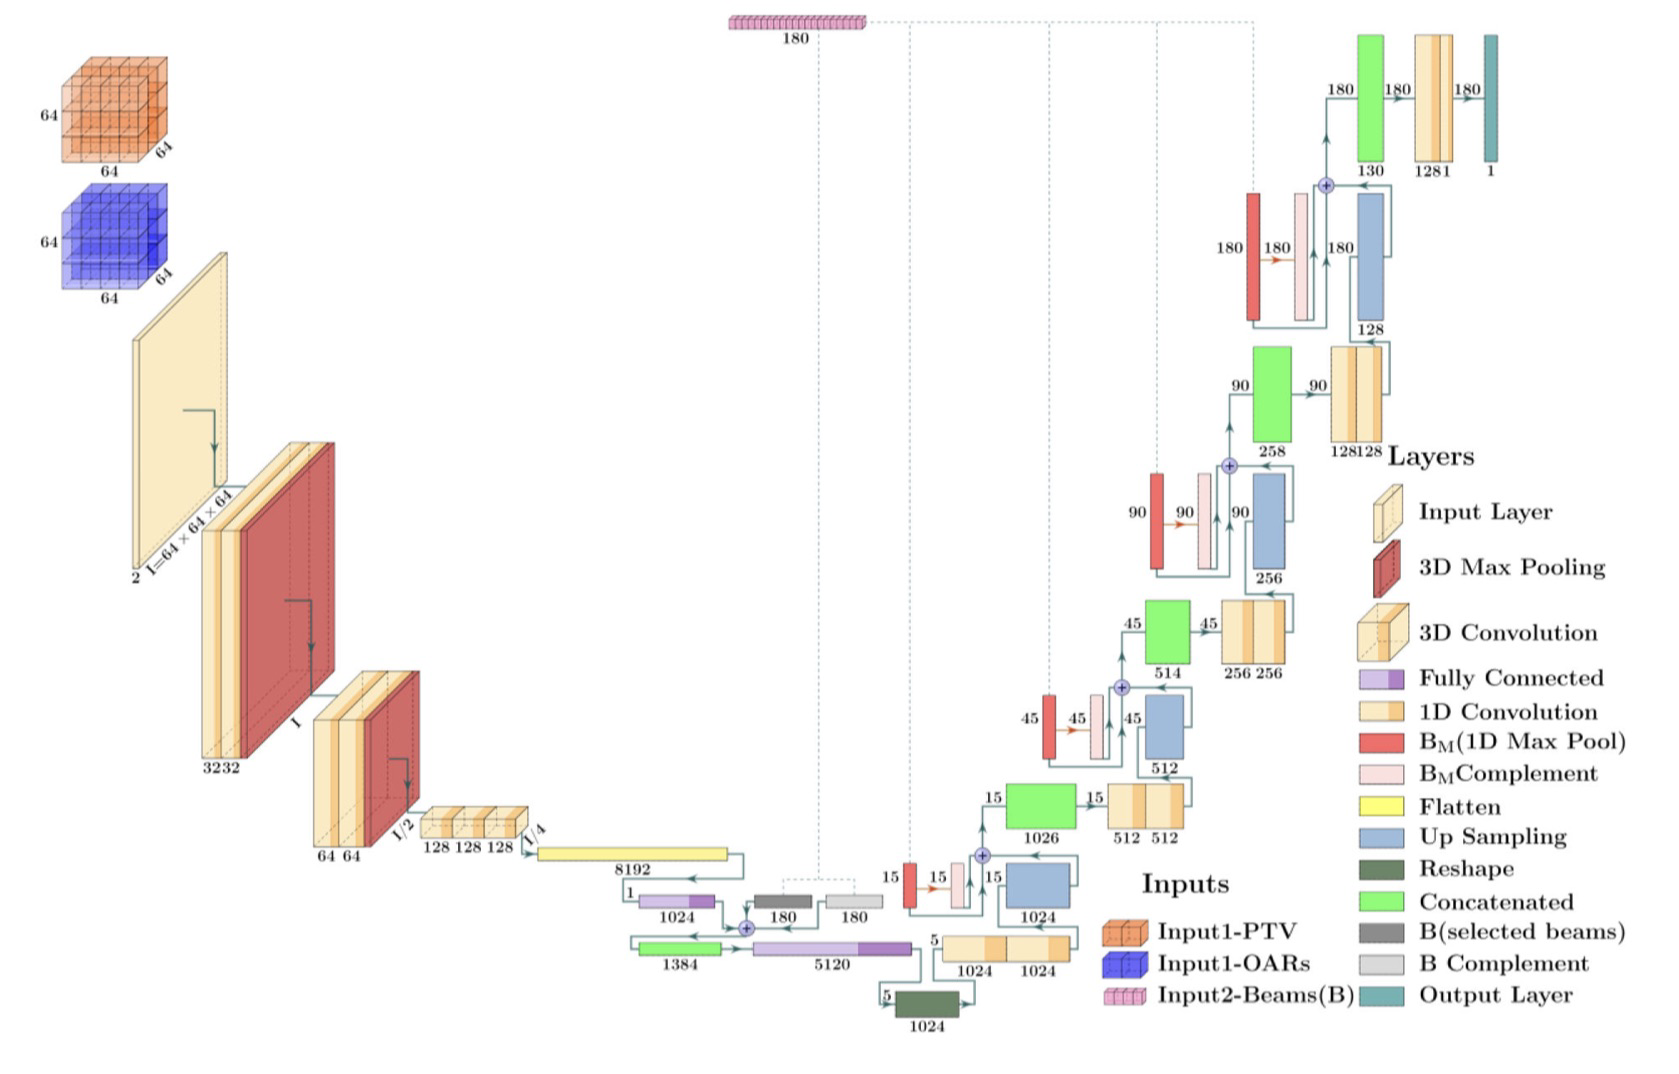 180
64
64
64
64
64
64
2
I=64 × 64 × 64
3232
I
64 64
I/2
128 128 128
I/4
8192
1
1024
180
180
1384
5120
5
1024
5
1024 1024
15
15
15
1024
15
1026
15
512 512
45
45
45
512
45
514
45
256 256
90
90
90
256
90
258
90
128128
180
180
180
128
180
130
180
1281
180
1
Layers
Input Layer
3D Max Pooling
3D Convolution
Fully Connected
1D Convolution
BM(1D Max Pool)
BMComplement
Flatten
Up Sampling
Reshape
Concatenated
B(selected beams)
B Complement
Output Layer
Inputs
Input1-PTV
Input1-OARs
Input2-Beams(B)